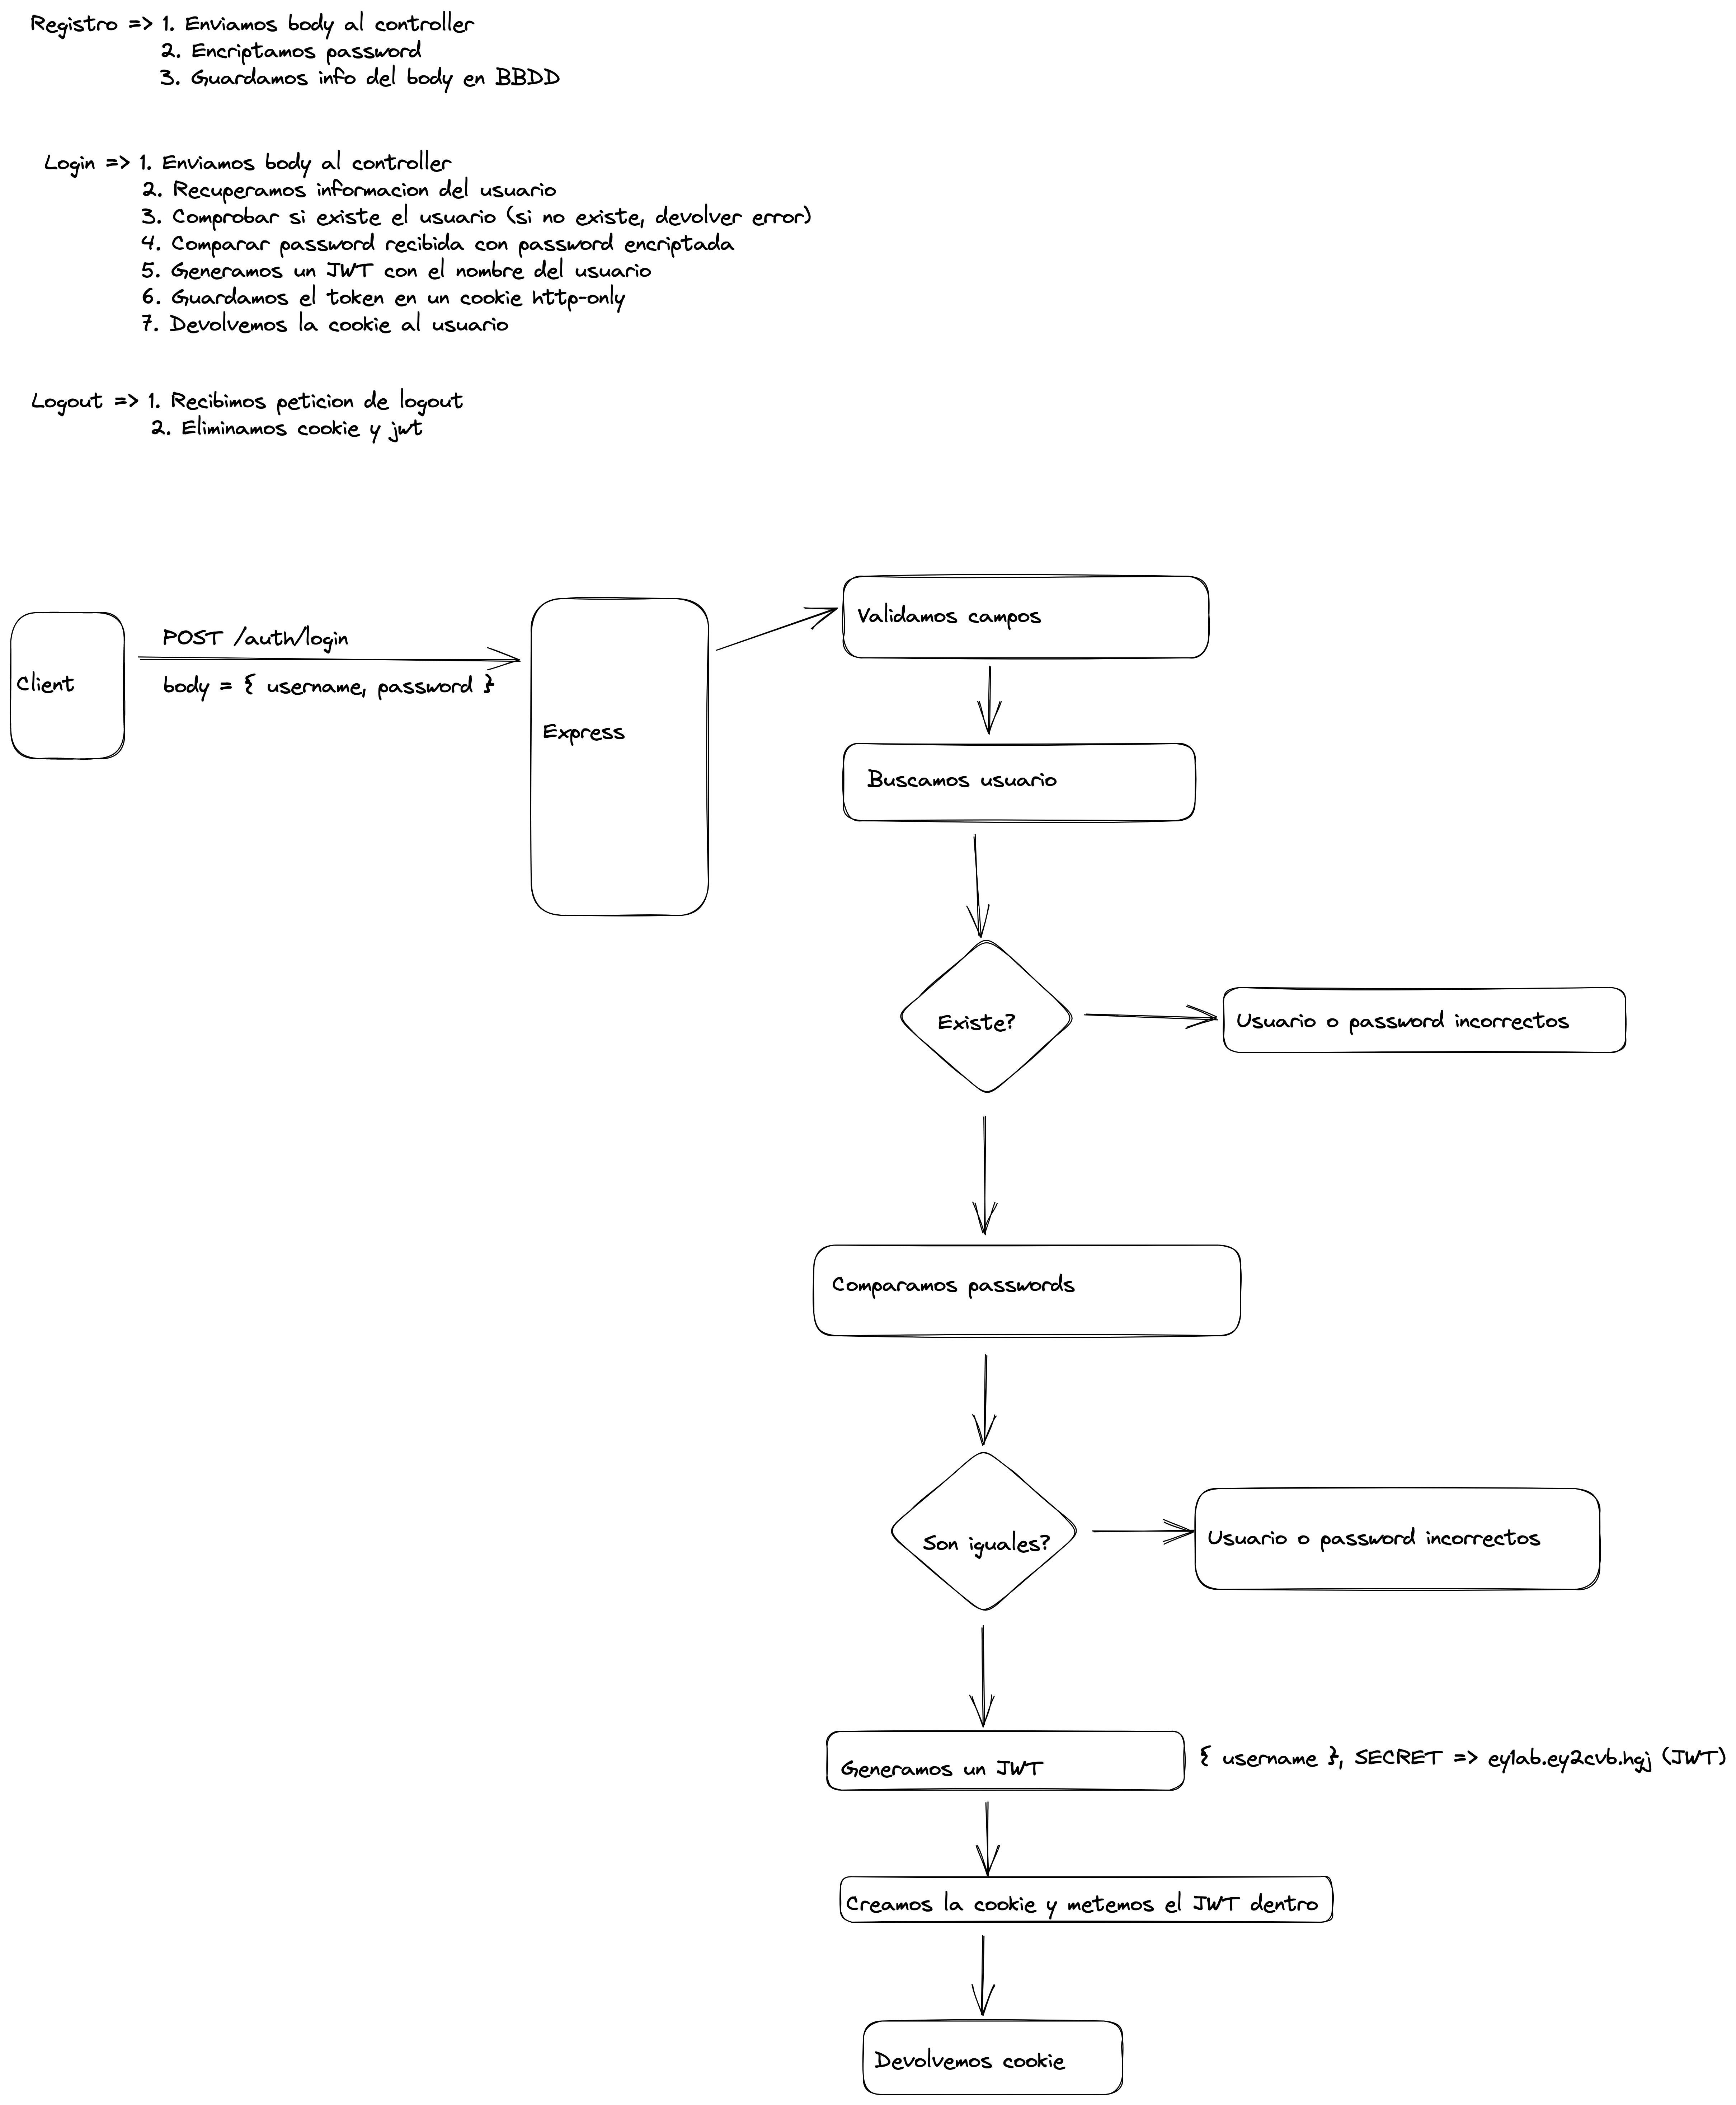 Registro => 1. Enviamos body al controller
2. Encriptamos password
3. Guardamos info del body en BBDD
Login => 1. Enviamos body al controller
2. Recuperamos informacion del usuario
3. Comprobar si existe el usuario (si no existe, devolver error)
4. Comparar password recibida con password encriptada
5. Generamos un JWT con el nombre del usuario
6. Guardamos el token en un cookie http-only
7. Devolvemos la cookie al usuario
Logout => 1. Recibimos peticion de logout
2. Eliminamos cookie y jwt
Client
POST /auth/login
body = { username, password }
Express
Validamos campos
Buscamos usuario
Existe?
Usuario o password incorrectos
Comparamos passwords
Son iguales?
Usuario o password incorrectos
Generamos un JWT
{ username }, SECRET => ey1ab.ey2cvb.hgj (JWT)
Creamos la cookie y metemos el JWT dentro
Devolvemos cookie